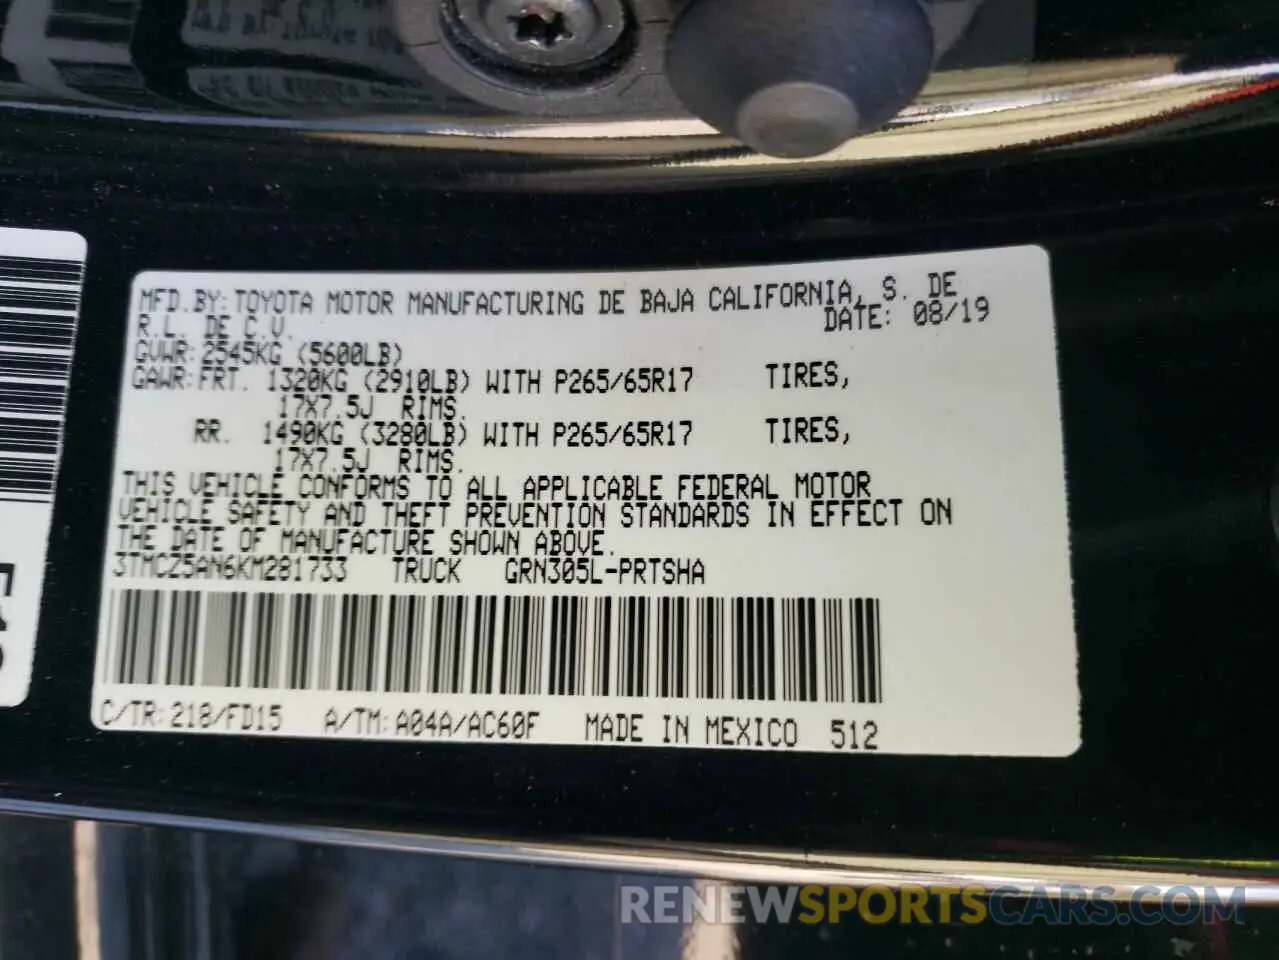 MFD.BY: TOYOTA MOTOR MANUFACTURING DE BAJA CALIFORNIA, S. DE
R.L. DE C.V. DATE: 08/19
GVWR: 2545KG (5600LB)
GAWR: FRT. 1320KG (2910LB) WITH P265/65R17 TIRES,
17X7.5J RIMS.
RR. 1490KG (3280LB) WITH P265/65R17 TIRES,
17X7.5J RIMS.
THIS VEHICLE CONFORMS TO ALL APPLICABLE FEDERAL MOTOR
VEHICLE SAFETY AND THEFT PREVENTION STANDARDS IN EFFECT ON
THE DATE OF MANUFACTURE SHOWN ABOVE.
3TMCZ5AN6KM281733 TRUCK GRN305L-PRTSHA
C/TR: 218/FD15 A/TM: A04A/AC60F MADE IN MEXICO 512
RENEWSPORTSCARS.COM